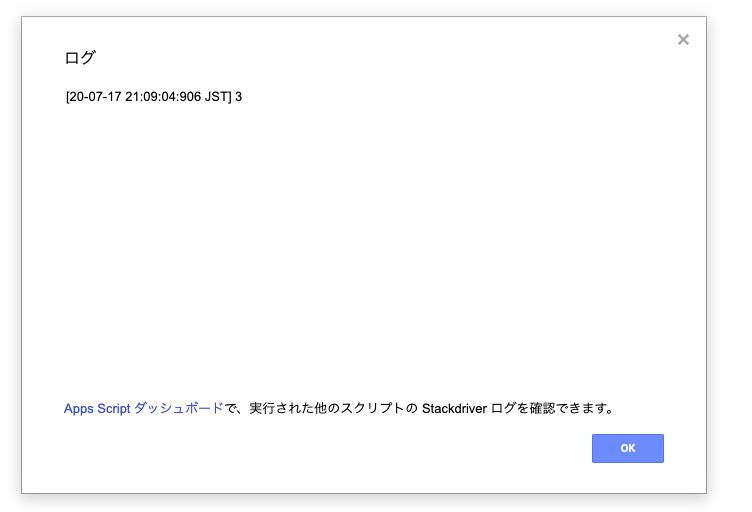 ログ
[20-07-17 21:09:04:906 JST] 3
Apps Script ダッシュボードで、実行された他のスクリプトの Stackdriver ログを確認できます。
OK